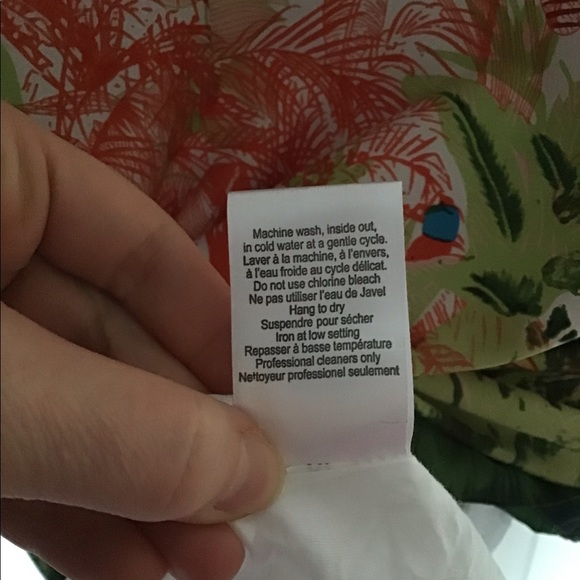 Machine wash, inside out,
in cold water at a gentle cycle.
Laver à la machine, à l'envers,
à l'eau froide au cycle délicat.
Do not use chlorine bleach
Ne pas utiliser l'eau de Javel
Hang to dry
Suspendre pour sécher
Iron at low setting
Repasser à basse température
Professional cleaners only
Nettoyeur professionel seulement